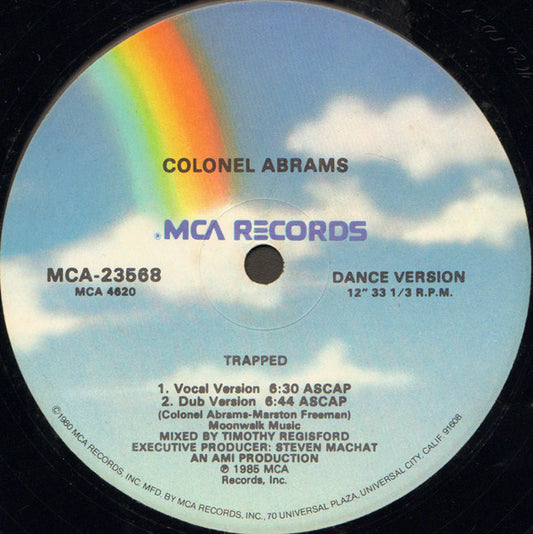 COLONEL ABRAMS
MCA RECORDS
MCA-23568
MCA 4620
DANCE VERSION
12" 33 1/3 R.P.M.
TRAPPED
1. Vocal Version 6:30 ASCAP
2. Dub Version 6:44 ASCAP
(Colonel Abrams-Marston Freeman)
Moonwalk Music
MIXED BY TIMOTHY REGISFORD
EXECUTIVE PRODUCER: STEVEN MACHAT
AN AMI PRODUCTION
℗ 1985 MCA
Records, Inc.
©1980 MCA RECORDS, INC. MFD. BY MCA RECORDS, INC., 70 UNIVERSAL PLAZA, UNIVERSAL CITY, CALIF. 91608